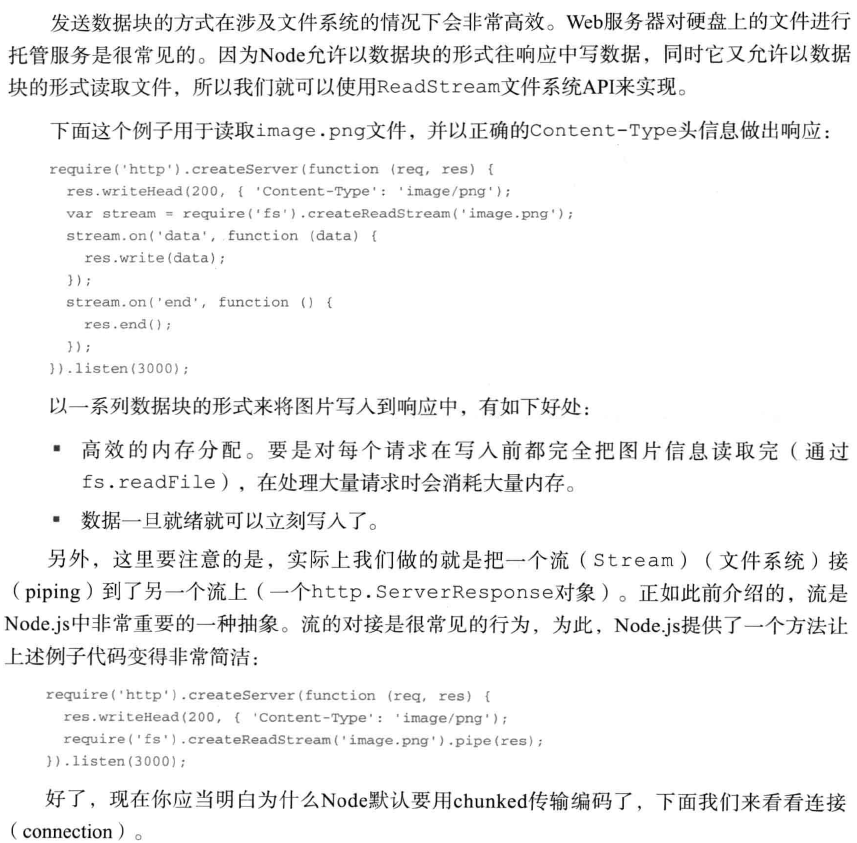 发送数据块的方式在涉及文件系统的情况下会非常高效。Web服务器对硬盘上的文件进行
托管服务是很常见的。因为Node允许以数据块的形式往响应中写数据，同时它又允许以数据
块的形式读取文件，所以我们就可以使用ReadStream文件系统API来实现。
下面这个例子用于读取image.png文件，并以正确的Content-Type头信息做出响应：
require('http').createServer(function (req, res) {
res.writeHead(200, { 'Content-Type': 'image/png');
var stream = require('fs').createReadStream('image.png');
stream.on('data', function (data) {
res.write(data);
});
stream.on('end', function () {
res.end();
});
}).listen(3000);
以一系列数据块的形式来将图片写入到响应中，有如下好处：
▪ 高效的内存分配。要是对每个请求在写入前都完全把图片信息读取完（通过
fs.readFile），在处理大量请求时会消耗大量内存。
▪ 数据一旦就绪就可以立刻写入了。
另外，这里要注意的是，实际上我们做的就是把一个流（Stream）（文件系统）接
（piping）到了另一个流上（一个http.ServerResponse对象）。正如此前介绍的，流是
Node.js中非常重要的一种抽象。流的对接是很常见的行为，为此，Node.js提供了一个方法让
上述例子代码变得非常简洁：
require('http').createServer(function (req, res) {
res.writeHead(200, { 'Content-Type': 'image/png');
require('fs').createReadStream('image.png').pipe(res);
}).listen(3000);
好了，现在你应当明白为什么Node默认要用chunked传输编码了，下面我们来看看连接
（connection）。